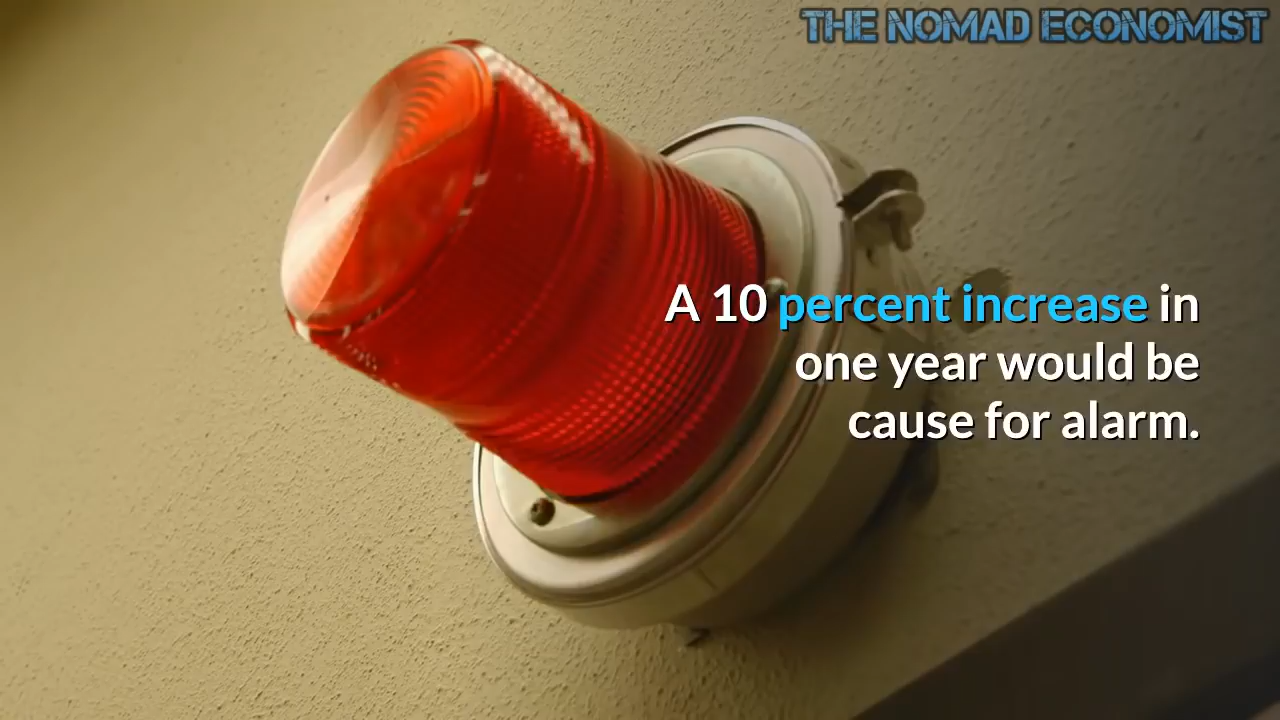 THE NOMAD ECONOMIST
A 10 percent increase in
one year would be
cause for alarm.